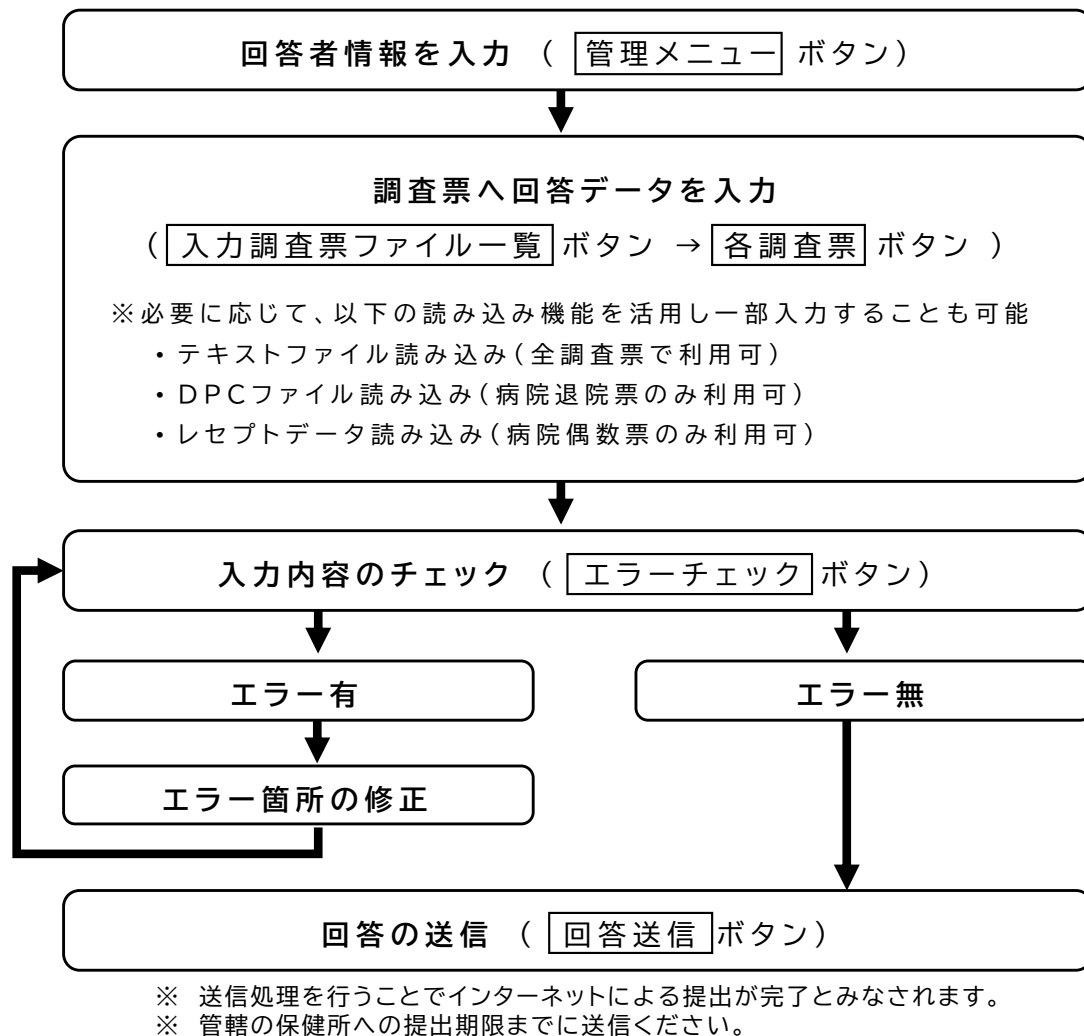 回答者情報を入力 （ 管理メニュー ボタン）
調査票へ回答データを入力
（ 入力調査票ファイル一覧 ボタン → 各調査票 ボタン ）
※必要に応じて、以下の読み込み機能を活用し一部入力することも可能
・テキストファイル読み込み（全調査票で利用可）
・DPCファイル読み込み（病院退院票のみ利用可）
・レセプトデータ読み込み（病院偶数票のみ利用可）
入力内容のチェック （ エラーチェック ボタン）
エラー有
エラー無
エラー箇所の修正
回答の送信 （ 回答送信 ボタン）
※ 送信処理を行うことでインターネットによる提出が完了とみなされます。
※ 管轄の保健所への提出期限までに送信ください。